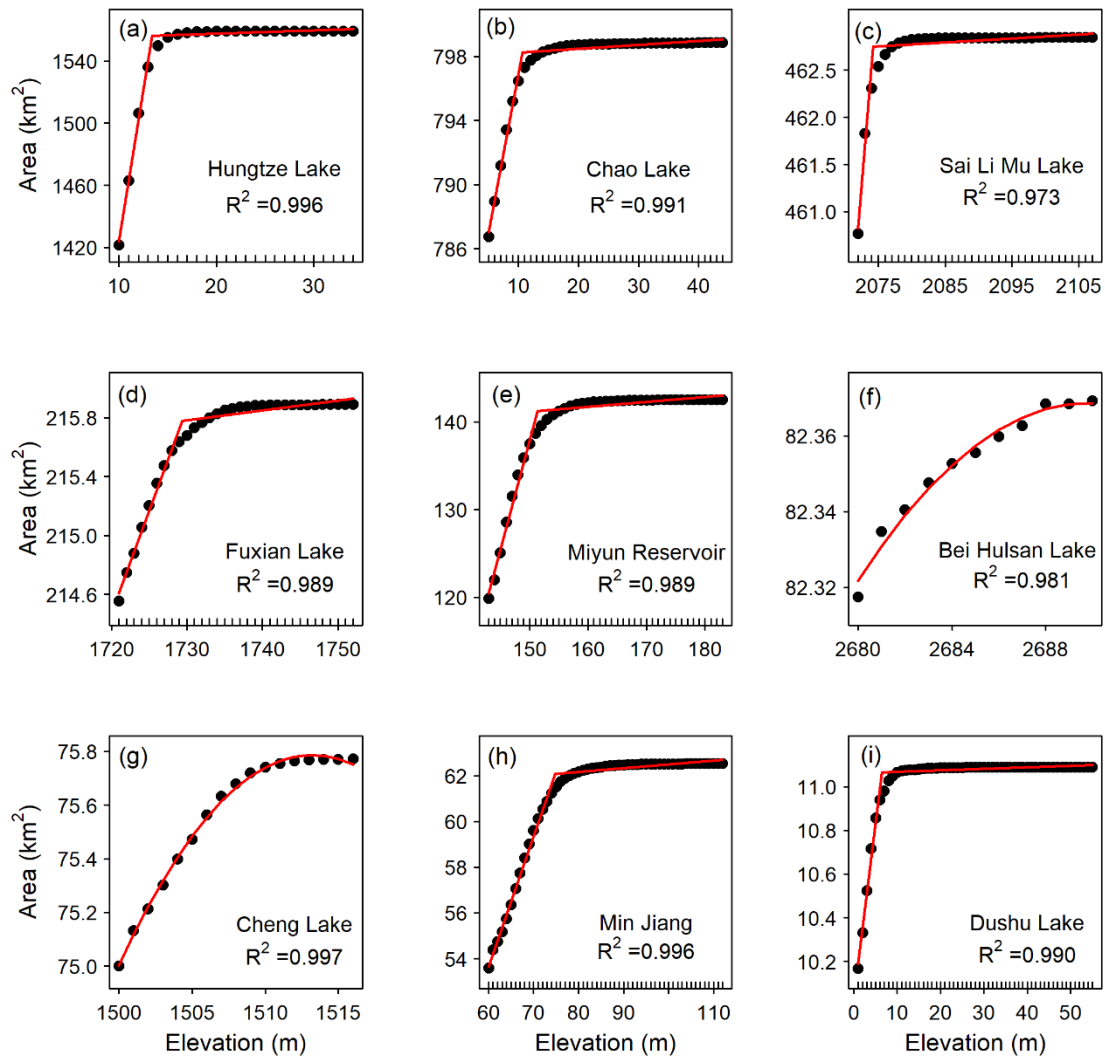 (a)
1540
1500
1460
1420
Area (km²)
Hungtze Lake
R² =0.996
10 20 30
(b)
798
794
790
786
Chao Lake
R² =0.991
10 20 30 40
(c)
462.5
462.0
461.5
461.0
Sai Li Mu Lake
R² =0.973
2075 2085 2095 2105
(d)
215.8
215.4
215.0
214.6
Area (km²)
Fuxian Lake
R² =0.989
1720 1730 1740 1750
(e)
140
130
120
Miyun Reservoir
R² =0.989
150 160 170 180
(f)
82.36
82.34
82.32
Bei Hulsan Lake
R² =0.981
2680 2684 2688
(g)
75.8
75.6
75.4
75.2
75.0
Area (km²)
Cheng Lake
R² =0.997
1500 1505 1510 1515
Elevation (m)
(h)
62
60
58
56
54
Min Jiang
R² =0.996
60 70 80 90 110
Elevation (m)
(i)
11.0
10.8
10.6
10.4
10.2
Dushu Lake
R² =0.990
0 10 20 30 40 50
Elevation (m)